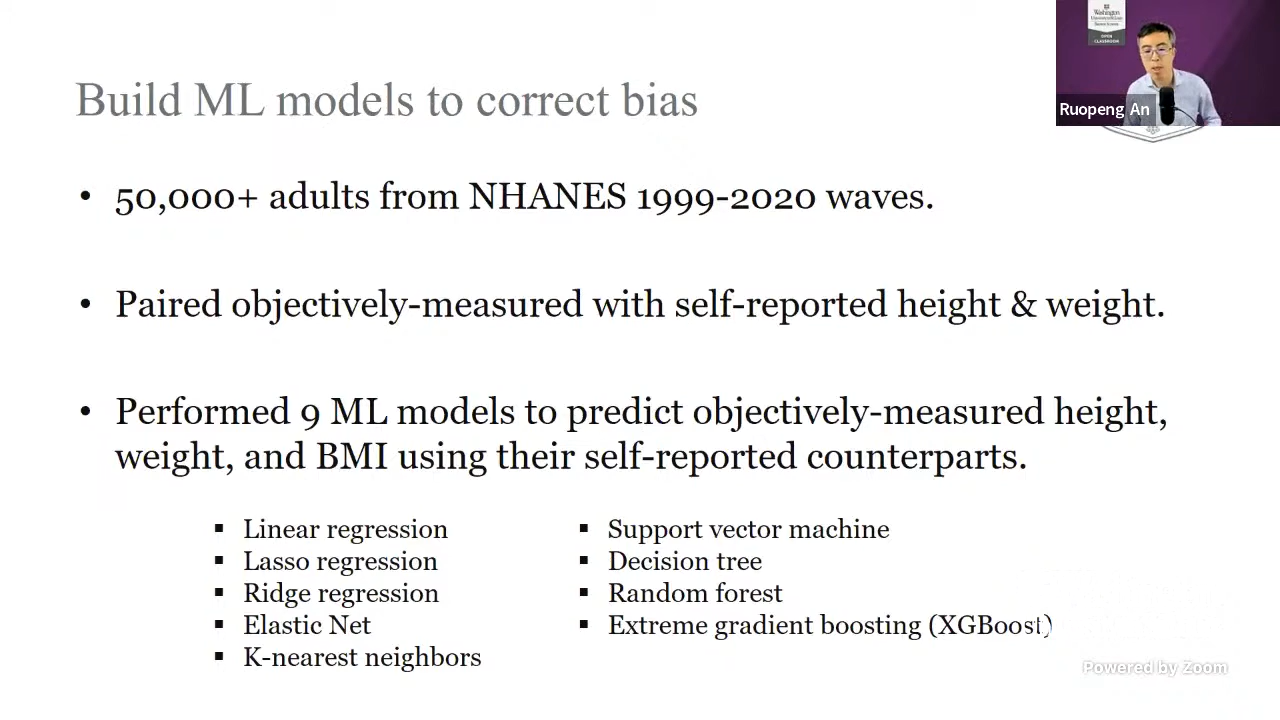 Build ML models to correct bias
Washington
OPEN
CLASSROOM
Ruopeng An
• 50,000+ adults from NHANES 1999-2020 waves.
• Paired objectively-measured with self-reported height & weight.
• Performed 9 ML models to predict objectively-measured height,
weight, and BMI using their self-reported counterparts.
▪ Linear regression
▪ Lasso regression
▪ Ridge regression
▪ Elastic Net
▪ K-nearest neighbors
▪ Support vector machine
▪ Decision tree
▪ Random forest
▪ Extreme gradient boosting (XGBoost)
Powered by Zoom